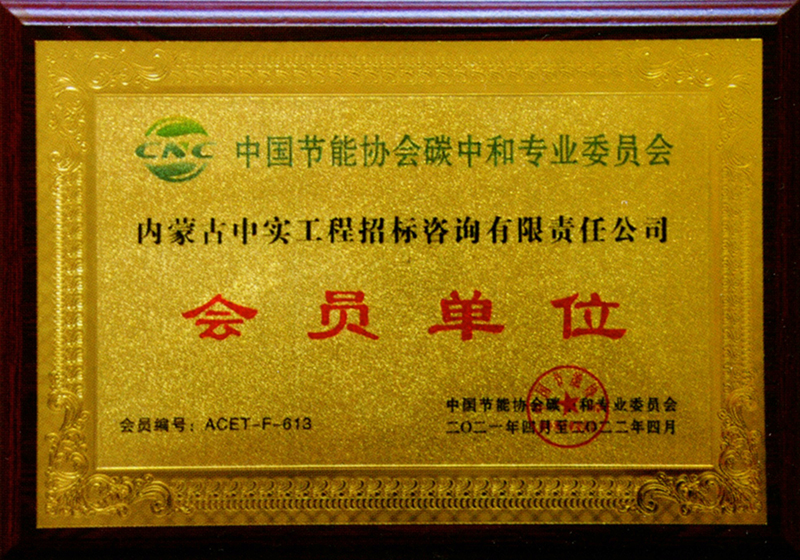 CNC 中国节能协会碳中和专业委员会
内蒙古中实工程招标咨询有限责任公司
会员单位
会员编号：ACET-F-613
中国节能协会碳中和专业委员会
二〇二一年四月至二〇二二年四月